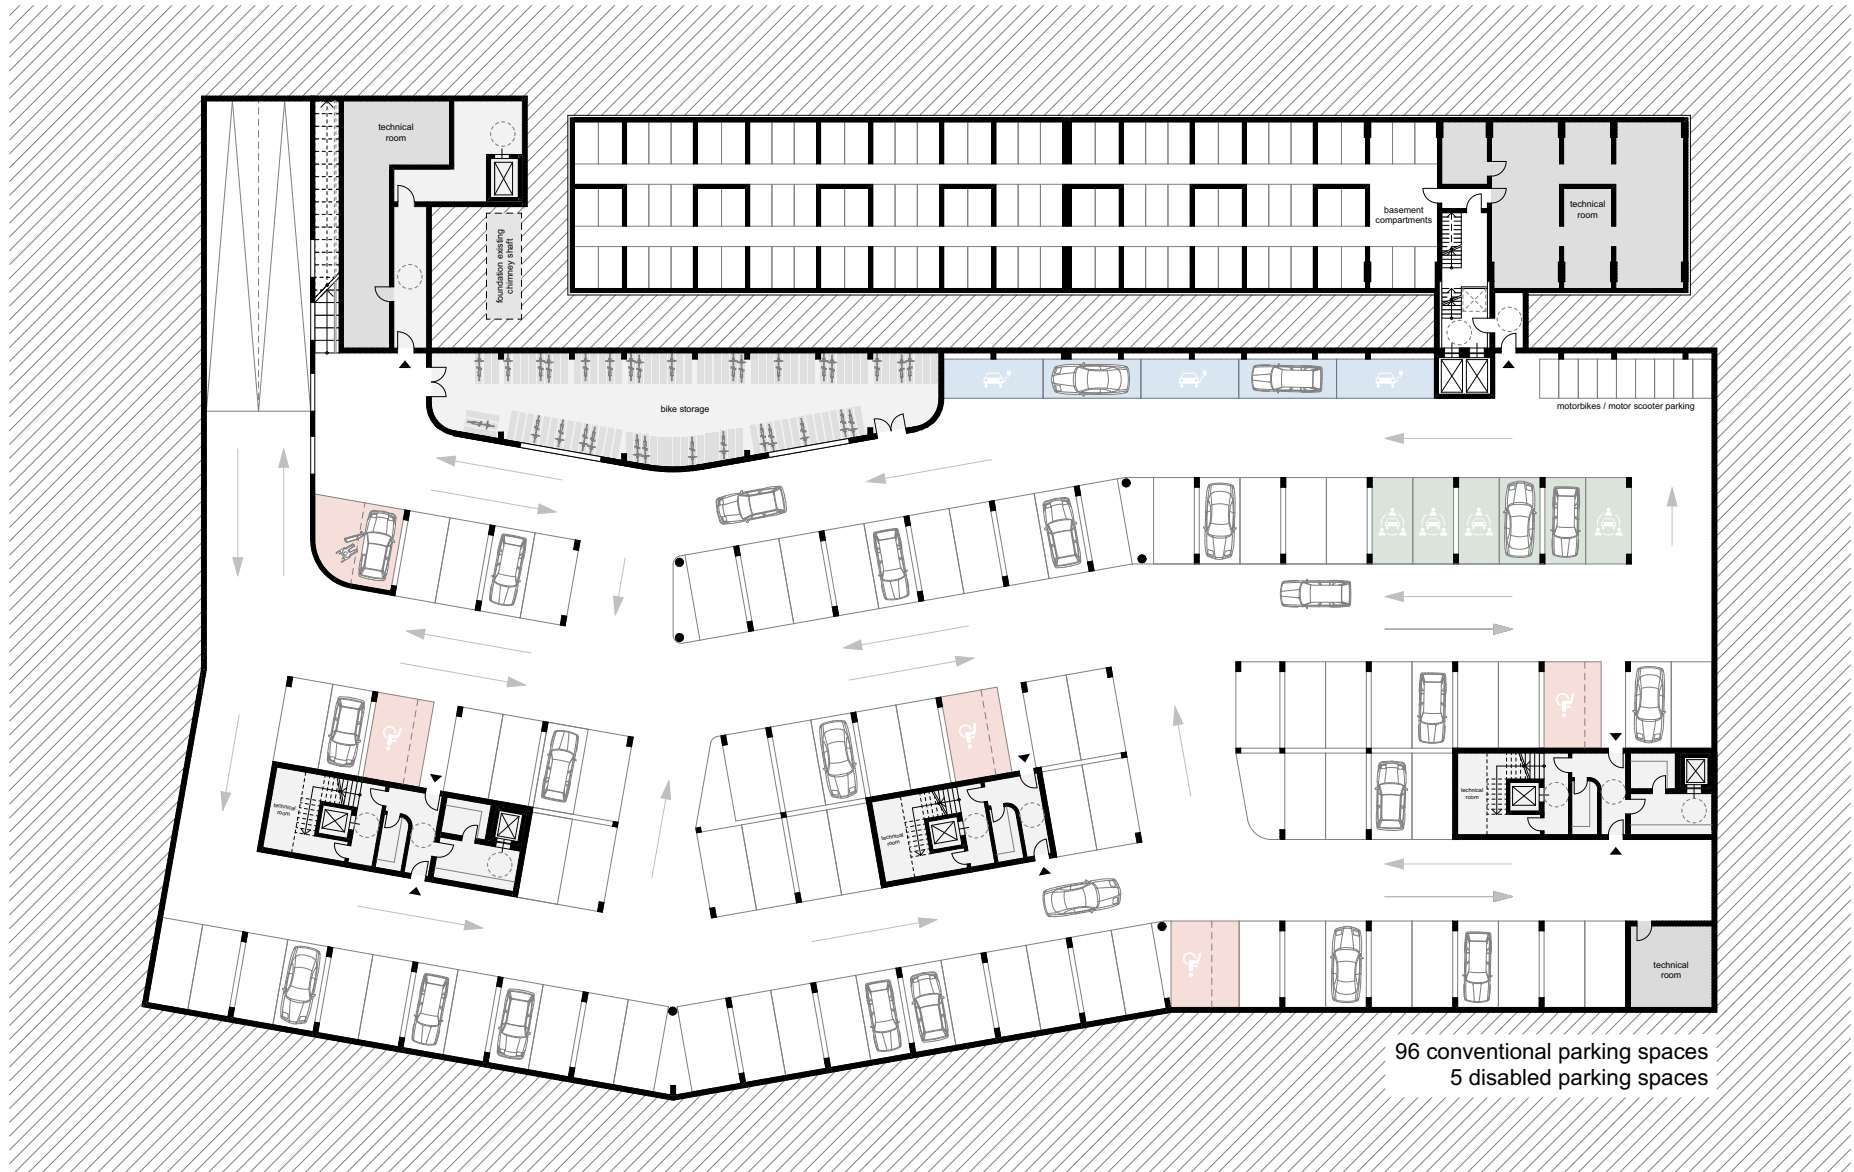 technical
room
foundation existing
chimney shaft
basement
compartments
technical
room
bike storage
motorbikes / motor scooter parking
technical
room
technical
room
technical
room
technical
room
96 conventional parking spaces
5 disabled parking spaces